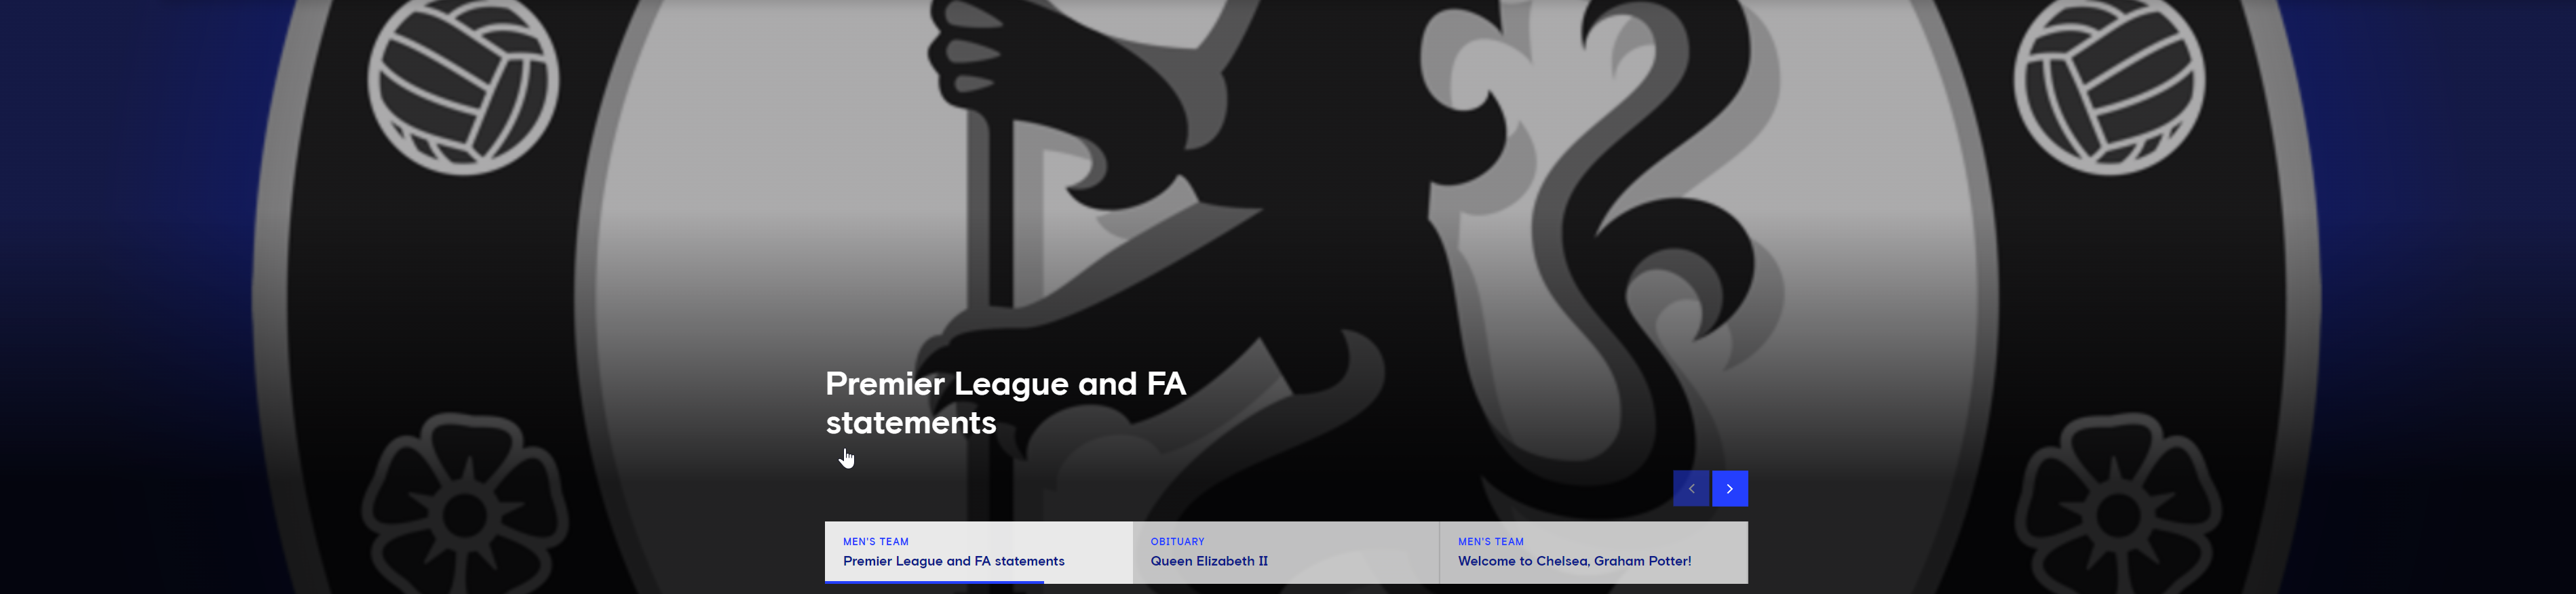 Premier League and FA
statements
MEN'S TEAM
Premier League and FA statements
OBITUARY
Queen Elizabeth II
MEN'S TEAM
Welcome to Chelsea, Graham Potter!